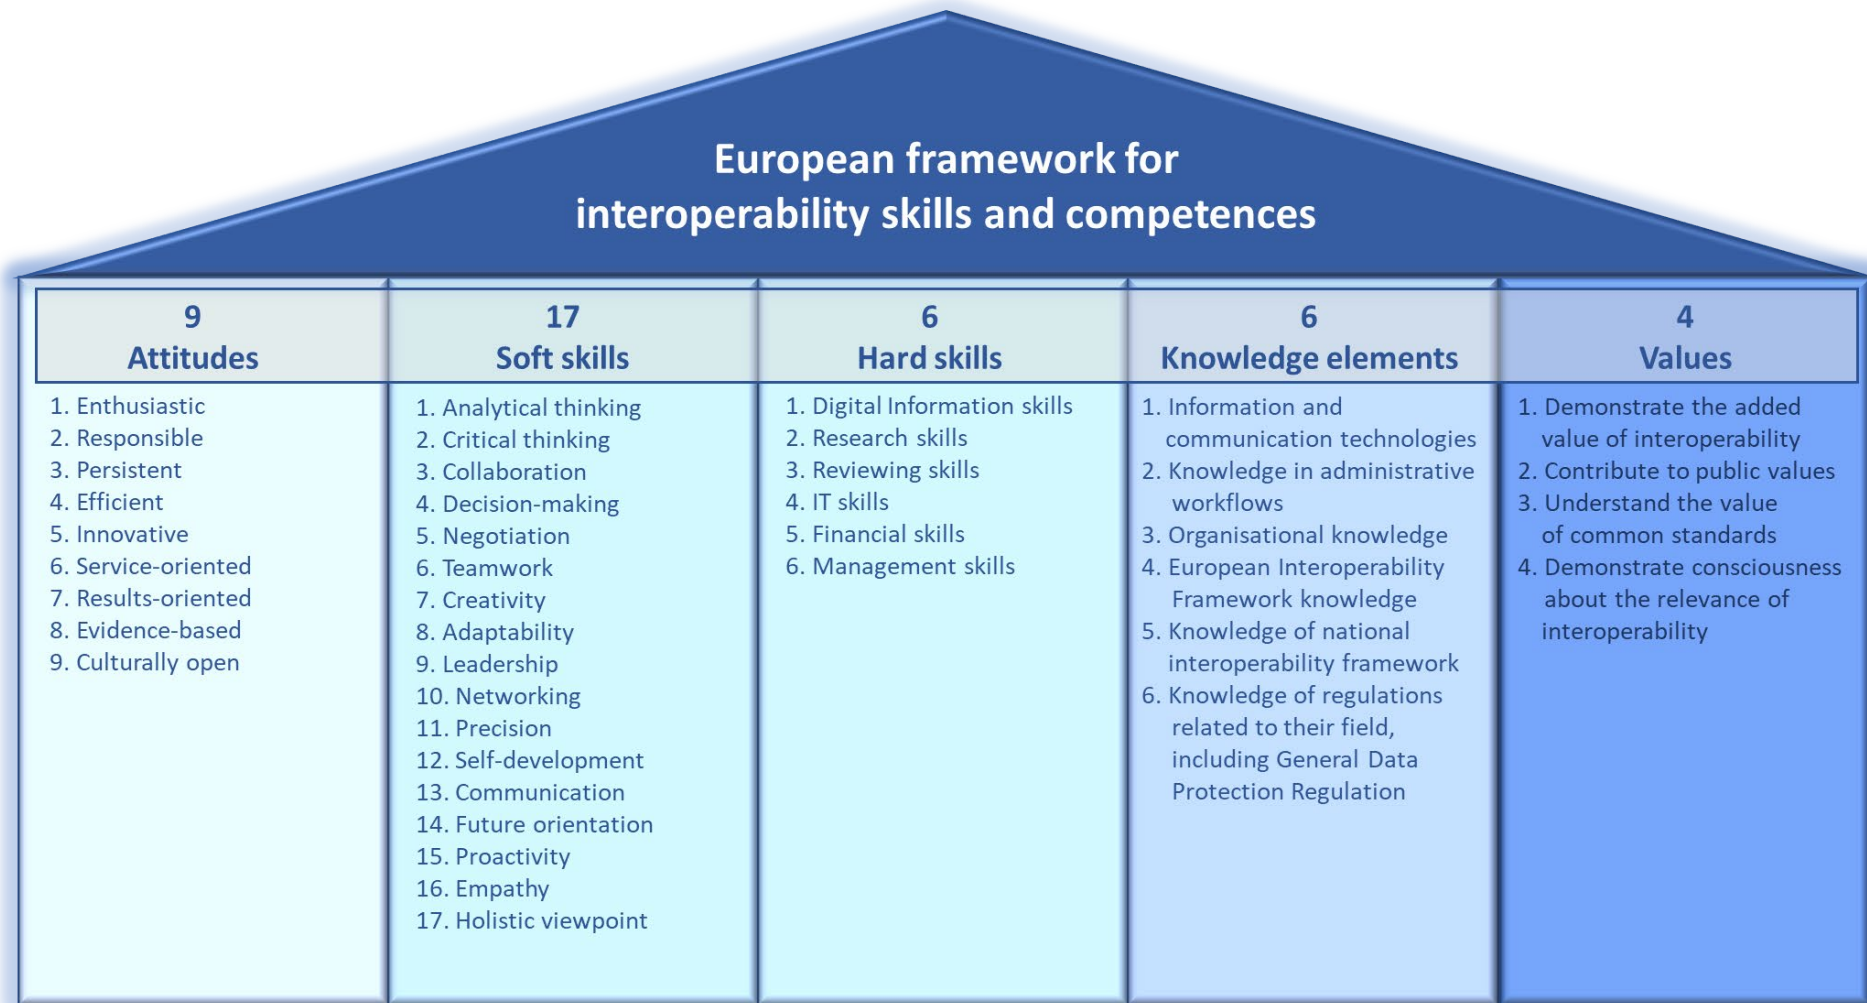 European framework for
interoperability skills and competences
9
Attitudes
1. Enthusiastic
2. Responsible
3. Persistent
4. Efficient
5. Innovative
6. Service-oriented
7. Results-oriented
8. Evidence-based
9. Culturally open
17
Soft skills
1. Analytical thinking
2. Critical thinking
3. Collaboration
4. Decision-making
5. Negotiation
6. Teamwork
7. Creativity
8. Adaptability
9. Leadership
10. Networking
11. Precision
12. Self-development
13. Communication
14. Future orientation
15. Proactivity
16. Empathy
17. Holistic viewpoint
6
Hard skills
1. Digital Information skills
2. Research skills
3. Reviewing skills
4. IT skills
5. Financial skills
6. Management skills
6
Knowledge elements
1. Information and
communication technologies
2. Knowledge in administrative
workflows
3. Organisational knowledge
4. European Interoperability
Framework knowledge
5. Knowledge of national
interoperability framework
6. Knowledge of regulations
related to their field,
including General Data
Protection Regulation
4
Values
1. Demonstrate the added
value of interoperability
2. Contribute to public values
3. Understand the value
of common standards
4. Demonstrate consciousness
about the relevance of
interoperability